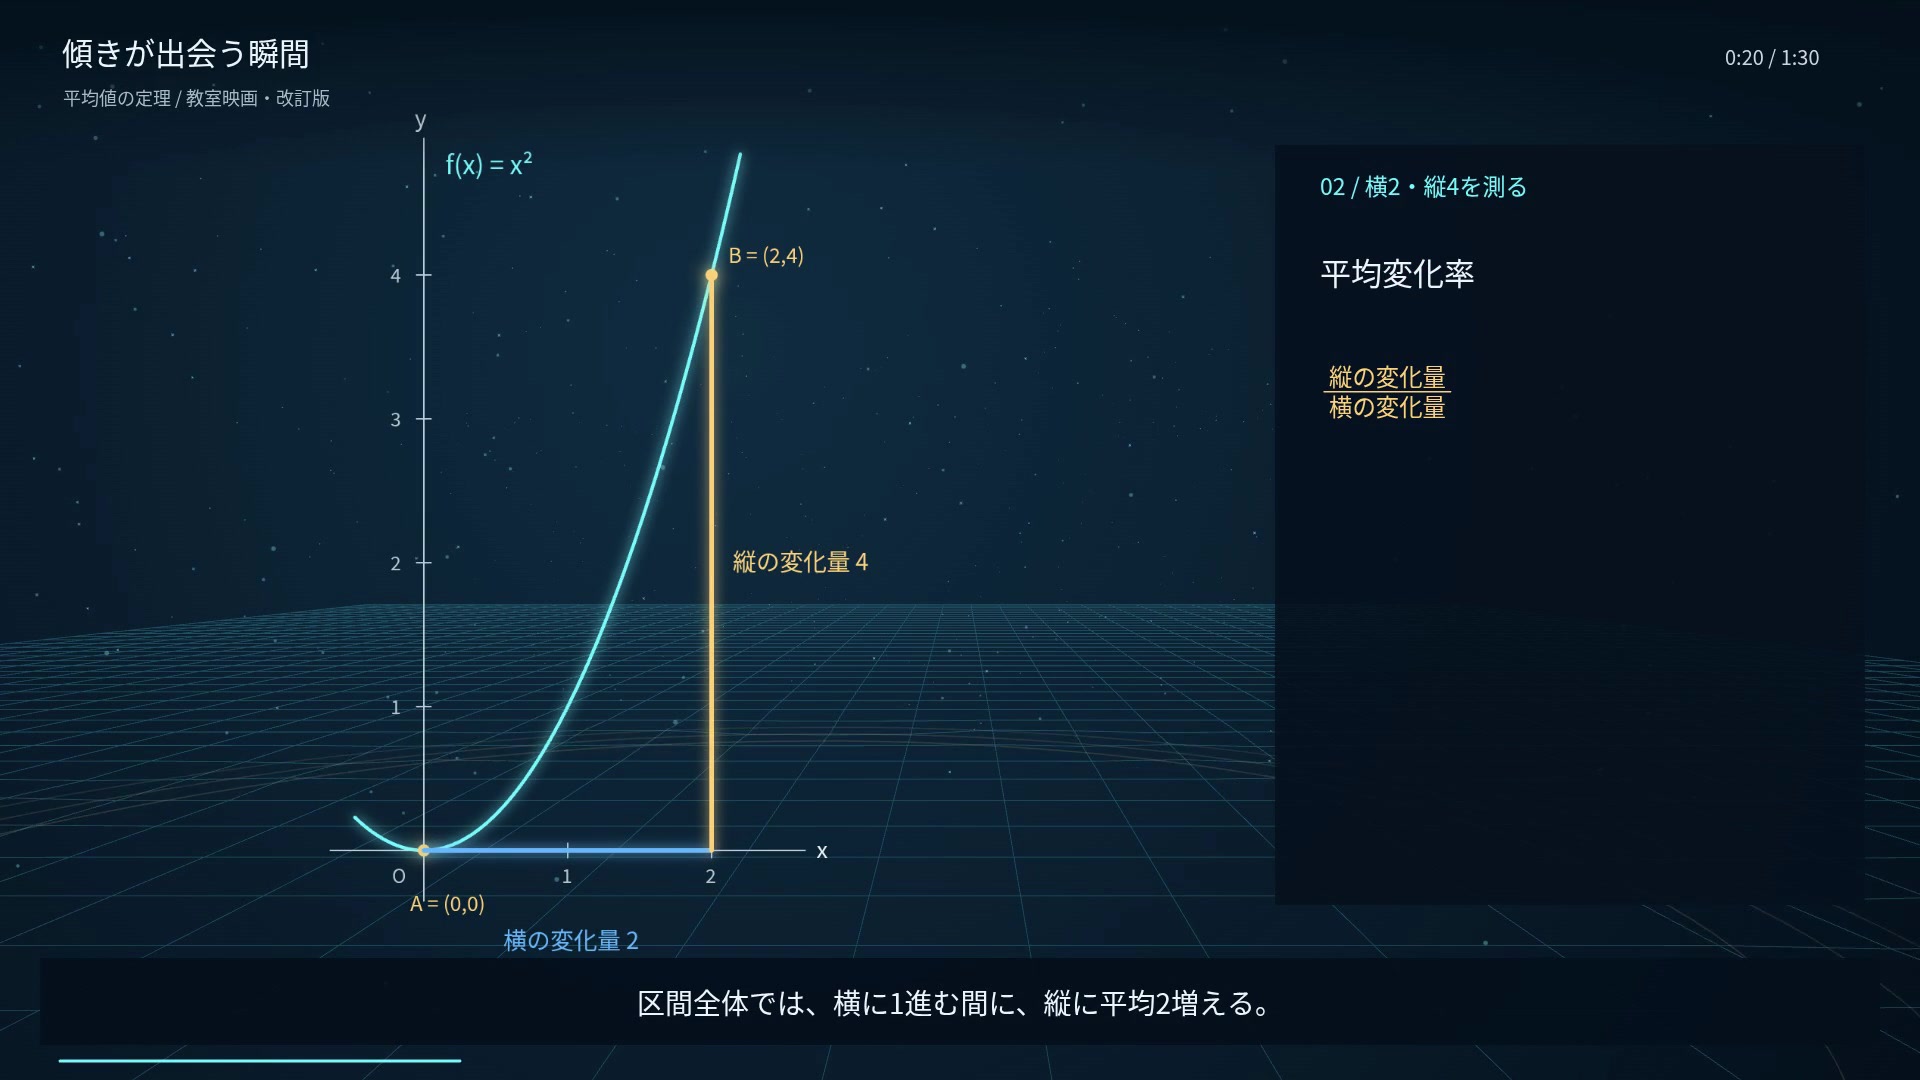 傾きが出会う瞬間
平均値の定理 / 教室映画・改訂版
0:20 / 1:30
y
f(x) = x²
B = (2,4)
4
3
2
1
縦の変化量 4
x
O
1
2
A = (0,0)
横の変化量 2
02 / 横2・縦4を測る
平均変化率
縦の変化量
横の変化量
区間全体では、横に1進む間に、縦に平均2増える。